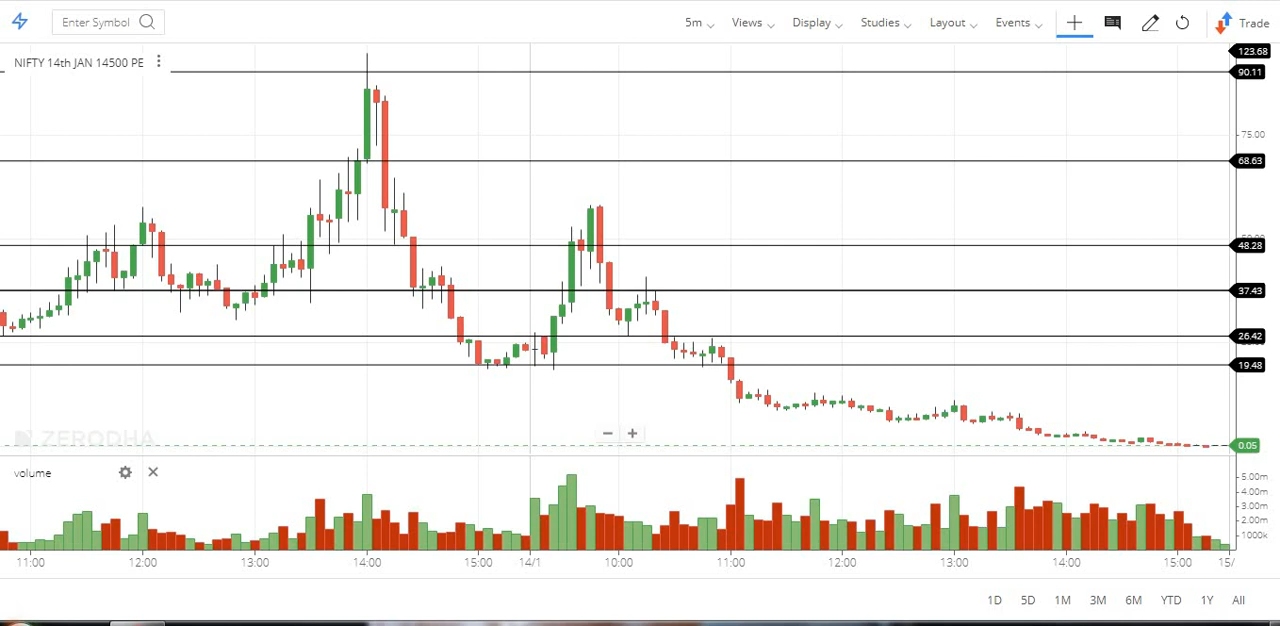 Enter Symbol 5m Views Display Studies Layout Events Trade
NIFTY 14th JAN 14500 PE
123.68
90.11
75.00
68.63
48.28
37.43
26.42
19.48
ZERODHA
0.05
volume
5.00m
4.00m
3.00m
2.00m
1000k
11:00 12:00 13:00 14:00 15:00 14/1 10:00 11:00 12:00 13:00 14:00 15:00 15/
1D 5D 1M 3M 6M YTD 1Y All